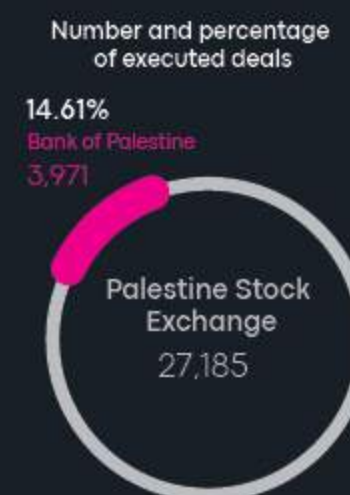 Number and percentage
of executed deals
14.61%
Bank of Palestine
3,971
Palestine Stock
Exchange
27,185